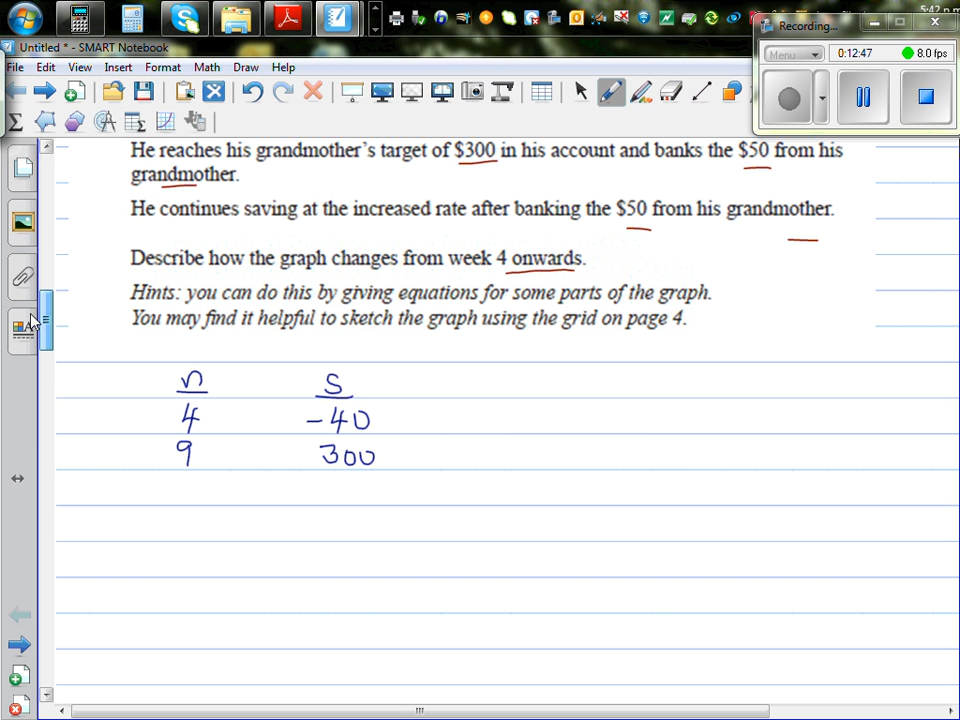 5:42 p.m
Recording...
Untitled * - SMART Notebook
Menu
0:12:47
8.0 fps
File Edit View Insert Format Math Draw Help
He reaches his grandmother's target of $300 in his account and banks the $50 from his
grandmother.
He continues saving at the increased rate after banking the $50 from his grandmother.
Describe how the graph changes from week 4 onwards.
Hints: you can do this by giving equations for some parts of the graph.
You may find it helpful to sketch the graph using the grid on page 4.
n S
4 -40
9 300